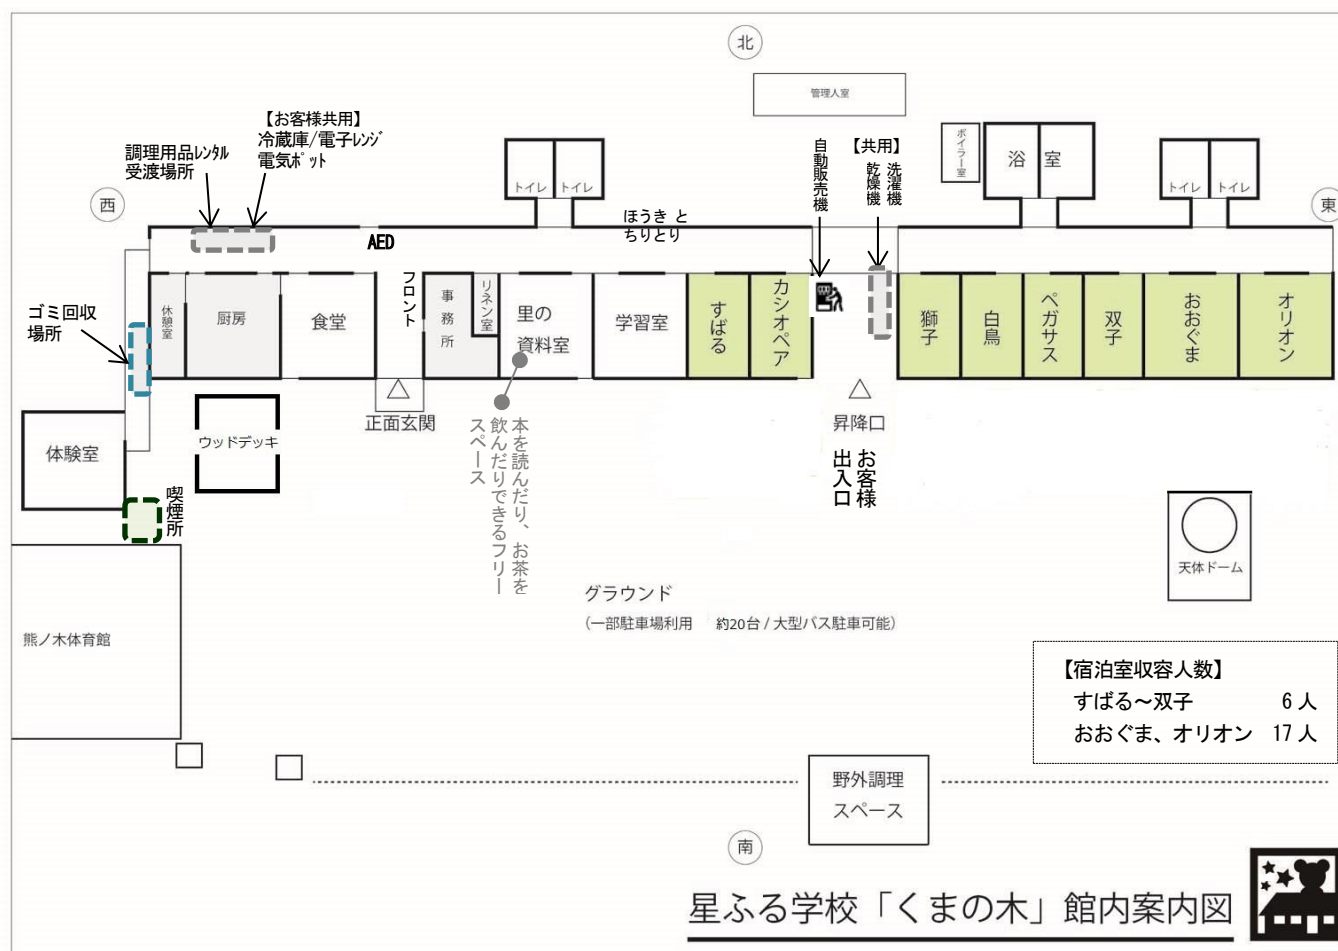 北
管理人室
【お客様共用】
冷蔵庫/電子レンジ
電気ポット
調理用品レンタル
受渡場所
西
トイレ
トイレ
ほうき と
ちりとり
自動販売機
【共用】
洗濯機
乾燥機
ボイラー室
浴 室
トイレ
トイレ
東
AED
ゴミ回収
場所
休憩室
厨房
食堂
フロント
事務所
リネン室
里の
資料室
学習室
すばる
カシオペア
獅子
白鳥
ペガサス
双子
おおぐま
オリオン
正面玄関
昇降口
お客様
出入口
体験室
ウッドデッキ
喫煙所
本を読んだり、お茶を
飲んだりできるフリー
スペース
天体ドーム
グラウンド
（一部駐車場利用 約20台 / 大型バス駐車可能）
熊ノ木体育館
【宿泊室収容人数】
すばる～双子 6 人
おおぐま、オリオン 17 人
野外調理
スペース
南
星ふる学校「くまの木」館内案内図